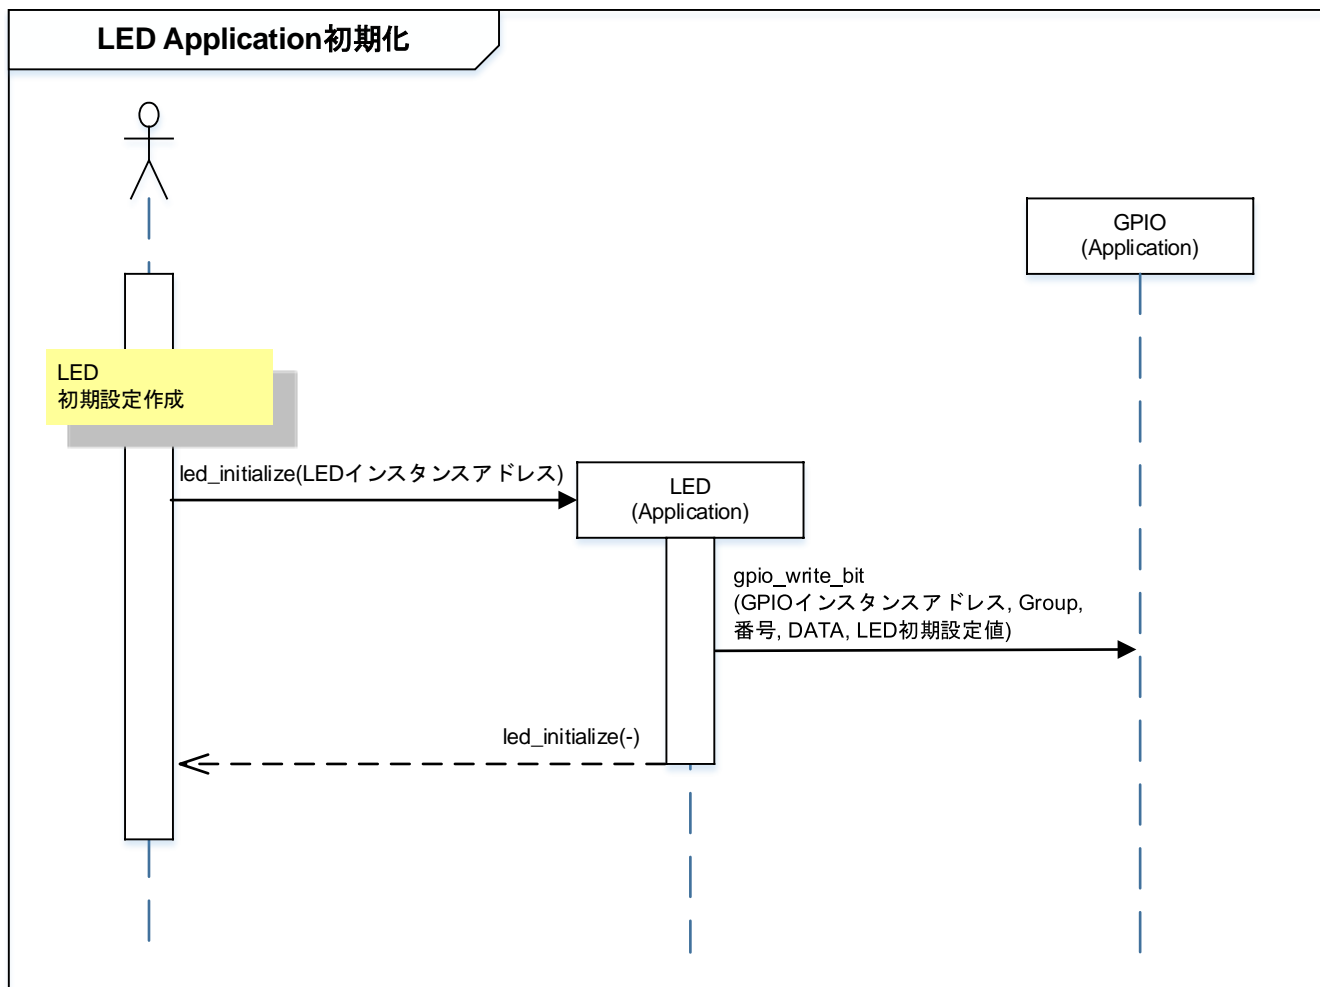 LED Application初期化
GPIO
(Application)
LED
初期設定作成
led_initialize(LEDインスタンスアドレス)
LED
(Application)
gpio_write_bit
(GPIOインスタンスアドレス, Group,
番号, DATA, LED初期設定値)
led_initialize(-)